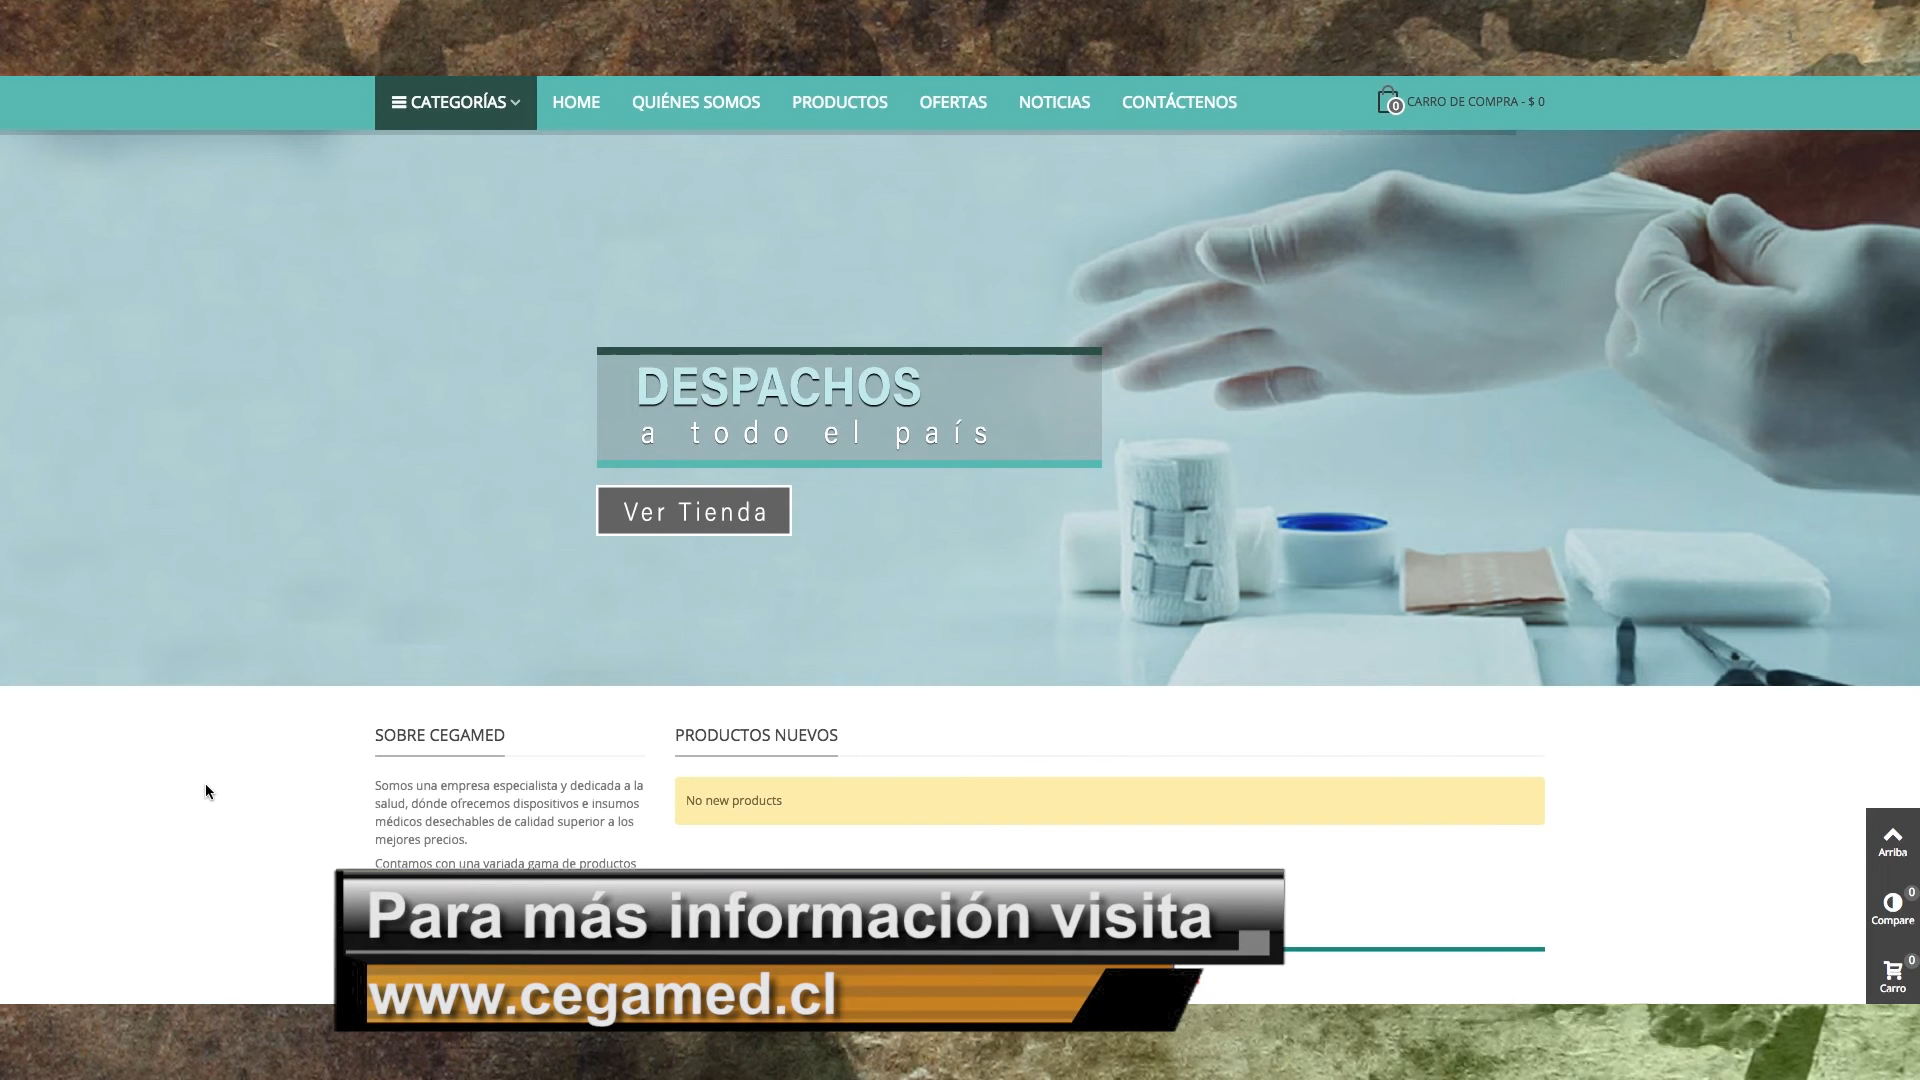 CATEGORÍAS HOME QUIÉNES SOMOS PRODUCTOS OFERTAS NOTICIAS CONTÁCTENOS 0 CARRO DE COMPRA - $ 0
DESPACHOS
a todo el país
Ver Tienda
SOBRE CEGAMED
Somos una empresa especialista y dedicada a la
salud, dónde ofrecemos dispositivos e insumos
médicos desechables de calidad superior a los
mejores precios.
Contamos con una variada gama de productos
PRODUCTOS NUEVOS
No new products
Arriba
0
Compare
0
Carro
Para más información visita
www.cegamed.cl